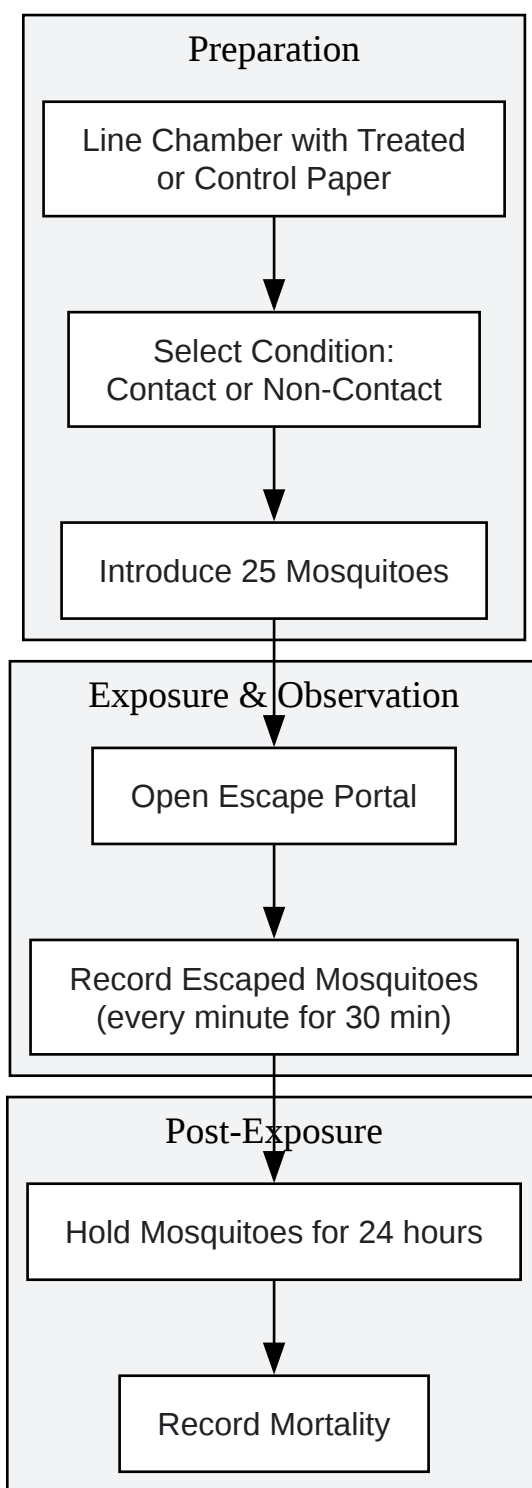 Preparation
Line Chamber with Treated
or Control Paper
Select Condition:
Contact or Non-Contact
Introduce 25 Mosquitoes
Exposure & Observation
Open Escape Portal
Record Escaped Mosquitoes
(every minute for 30 min)
Post-Exposure
Hold Mosquitoes for 24 hours
Record Mortality